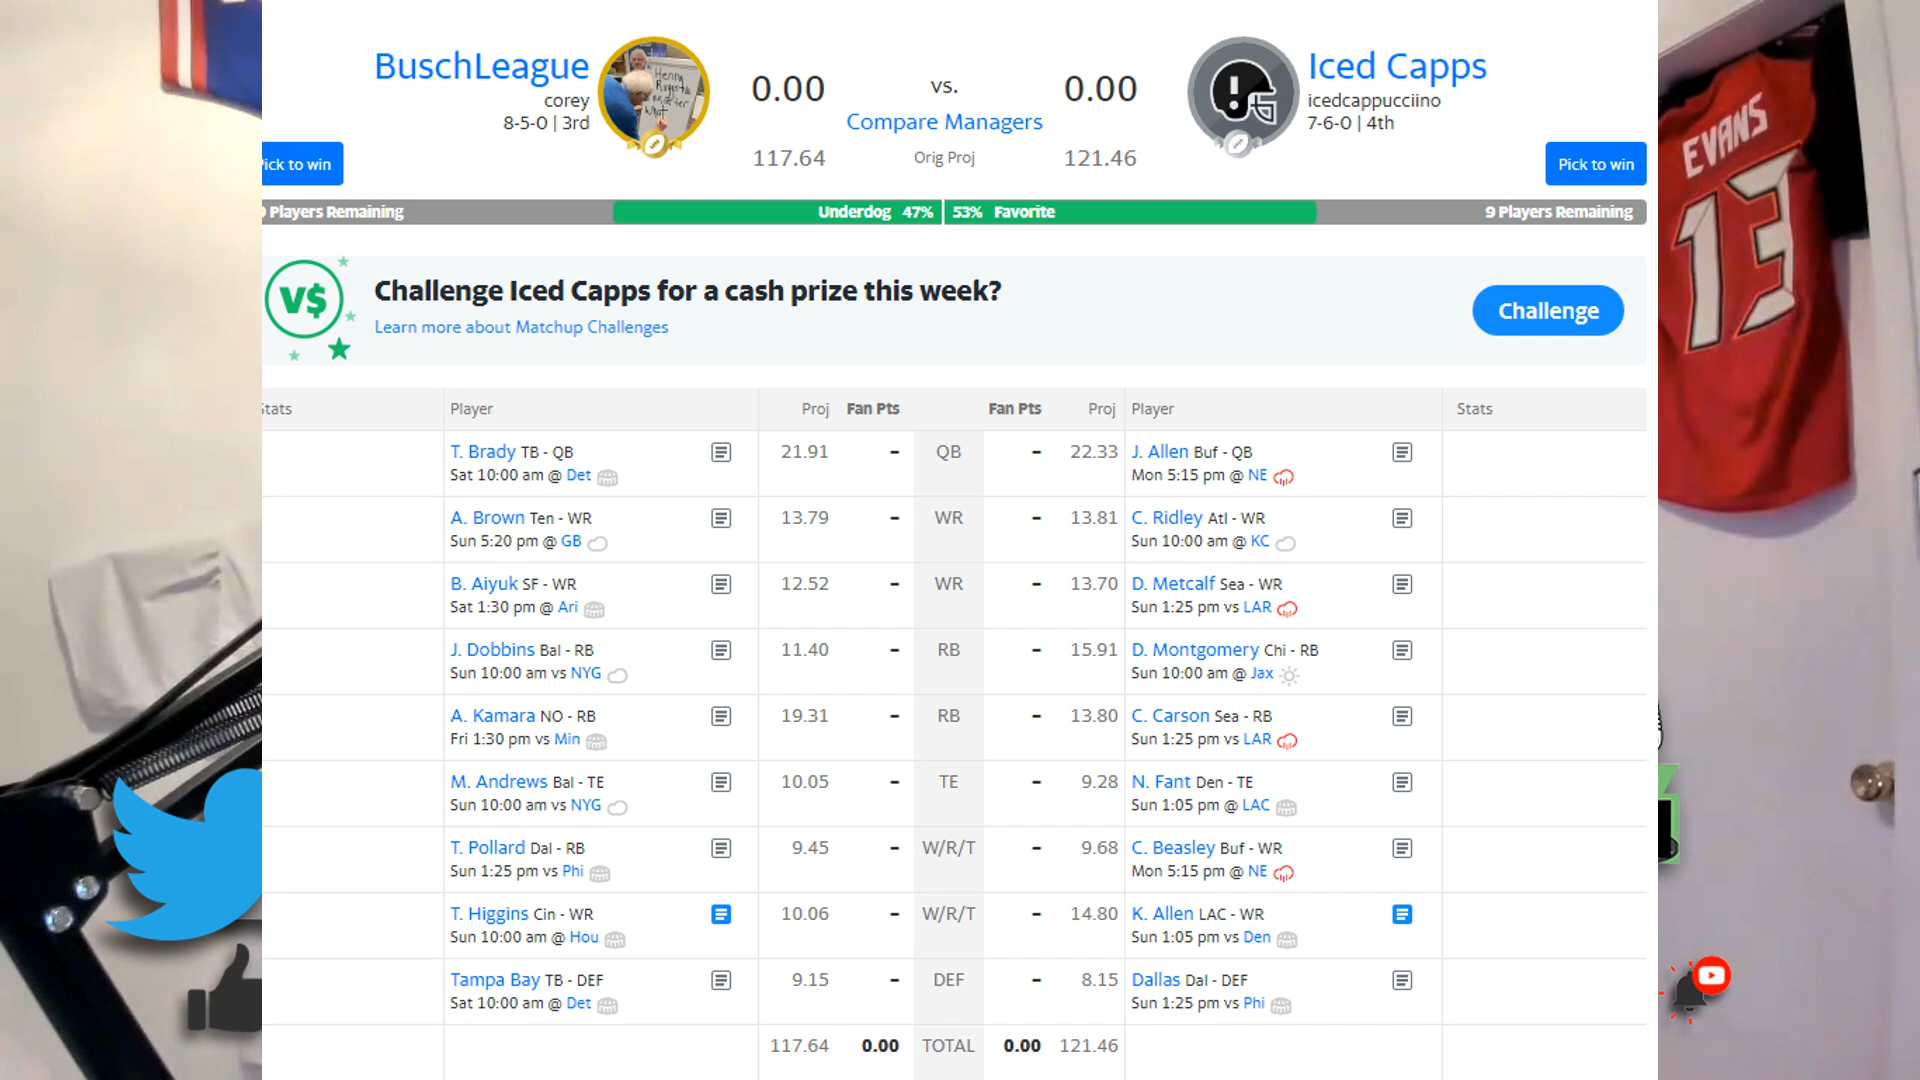 BuschLeague
corey
8-5-0 | 3rd
0.00
vs.
0.00
Iced Capps
icedcappucciino
7-6-0 | 4th
Henry
Compare Managers
117.64
Orig Proj
121.46
ick to win
Pick to win
Players Remaining
Underdog 47%
53% Favorite
9 Players Remaining
V$
Challenge Iced Capps for a cash prize this week?
Learn more about Matchup Challenges
Challenge
EVANS
13
Stats Player Proj Fan Pts Fan Pts Proj Player Stats
T. Brady TB - QB 21.91 – QB – 22.33 J. Allen Buf - QB
Sat 10:00 am @ Det Mon 5:15 pm @ NE
A. Brown Ten - WR 13.79 – WR – 13.81 C. Ridley Atl - WR
Sun 5:20 pm @ GB Sun 10:00 am @ KC
B. Aiyuk SF - WR 12.52 – WR – 13.70 D. Metcalf Sea - WR
Sat 1:30 pm @ Ari Sun 1:25 pm vs LAR
J. Dobbins Bal - RB 11.40 – RB – 15.91 D. Montgomery Chi - RB
Sun 10:00 am vs NYG Sun 10:00 am @ Jax
A. Kamara NO - RB 19.31 – RB – 13.80 C. Carson Sea - RB
Fri 1:30 pm vs Min Sun 1:25 pm vs LAR
M. Andrews Bal - TE 10.05 – TE – 9.28 N. Fant Den - TE
Sun 10:00 am vs NYG Sun 1:05 pm @ LAC
T. Pollard Dal - RB 9.45 – W/R/T – 9.68 C. Beasley Buf - WR
Sun 1:25 pm vs Phi Mon 5:15 pm @ NE
T. Higgins Cin - WR 10.06 – W/R/T – 14.80 K. Allen LAC - WR
Sun 10:00 am @ Hou Sun 1:05 pm vs Den
Tampa Bay TB - DEF 9.15 – DEF – 8.15 Dallas Dal - DEF
Sat 10:00 am @ Det Sun 1:25 pm vs Phi
117.64 0.00 TOTAL 0.00 121.46